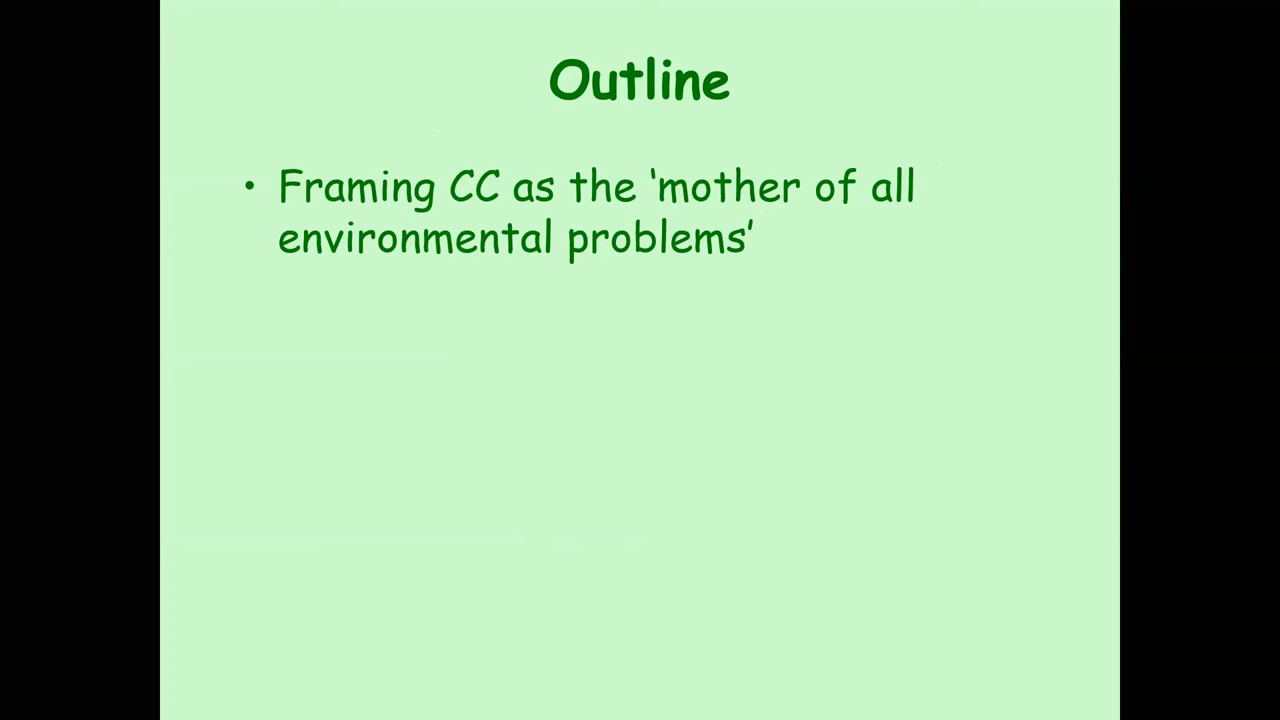 Outline
• Framing CC as the ‘mother of all
environmental problems’